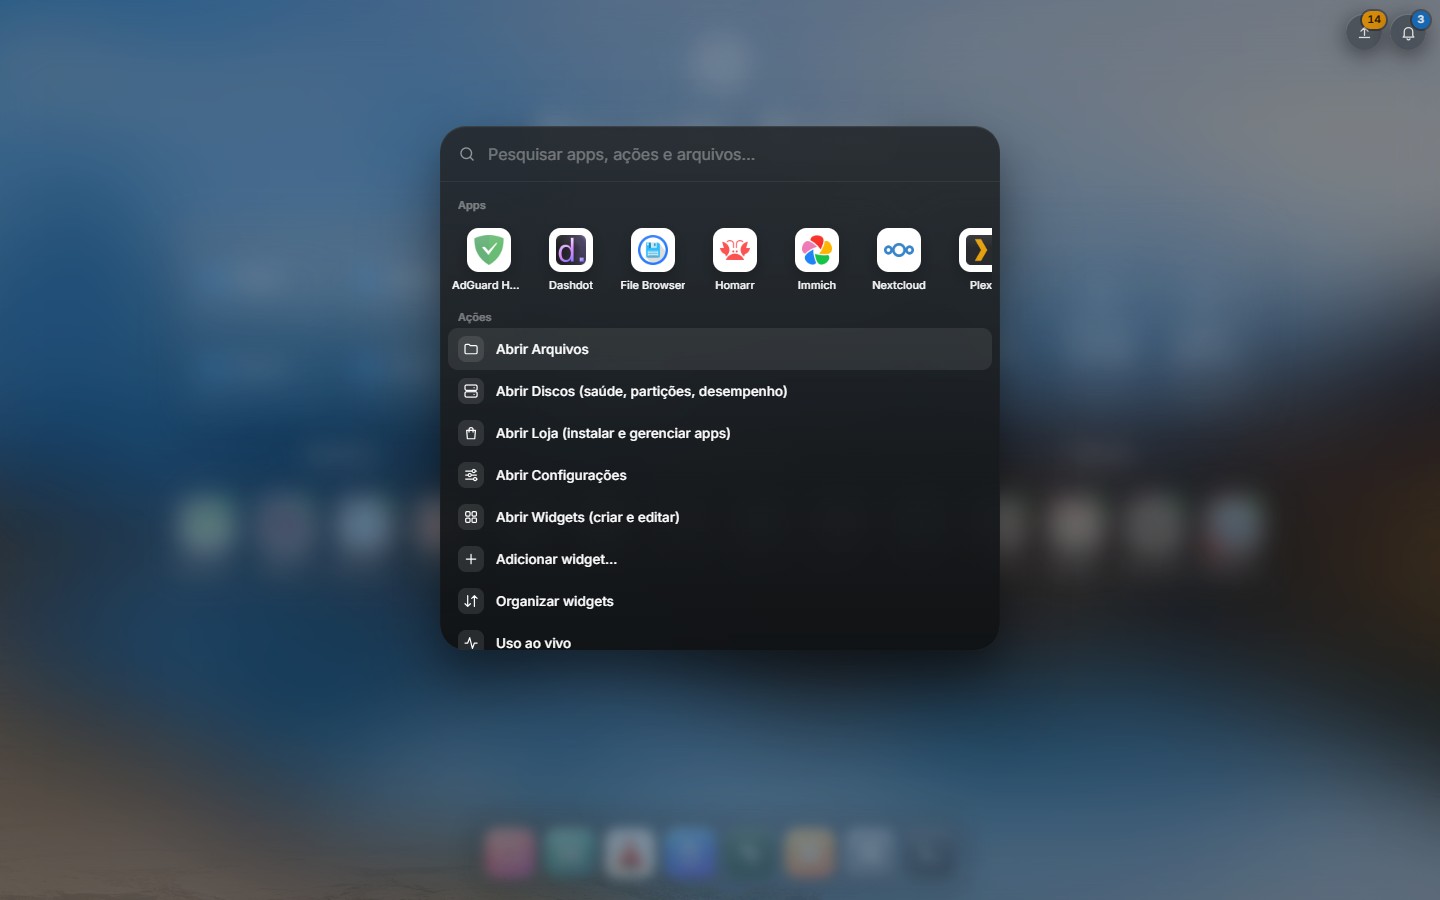 14
3
Pesquisar apps, ações e arquivos...
Apps
AdGuard H...
Dashdot
File Browser
Homarr
Immich
Nextcloud
Plex
Ações
Abrir Arquivos
Abrir Discos (saúde, partições, desempenho)
Abrir Loja (instalar e gerenciar apps)
Abrir Configurações
Abrir Widgets (criar e editar)
Adicionar widget...
Organizar widgets
Uso ao vivo